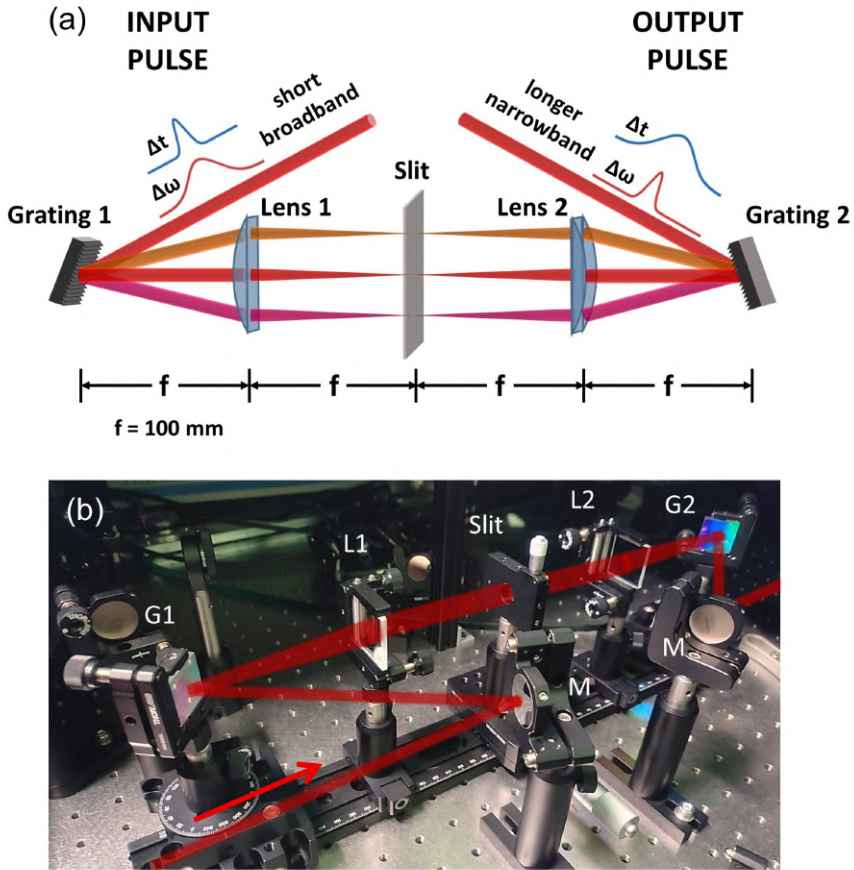 (a)
INPUT
PULSE
OUTPUT
PULSE
short
broadband
longer
narrowband
Δt
Δω
Δt
Δω
Slit
Grating 1
Lens 1
Lens 2
Grating 2
f
f
f
f
f = 100 mm
(b)
G1
L1
Slit
L2
G2
M
M